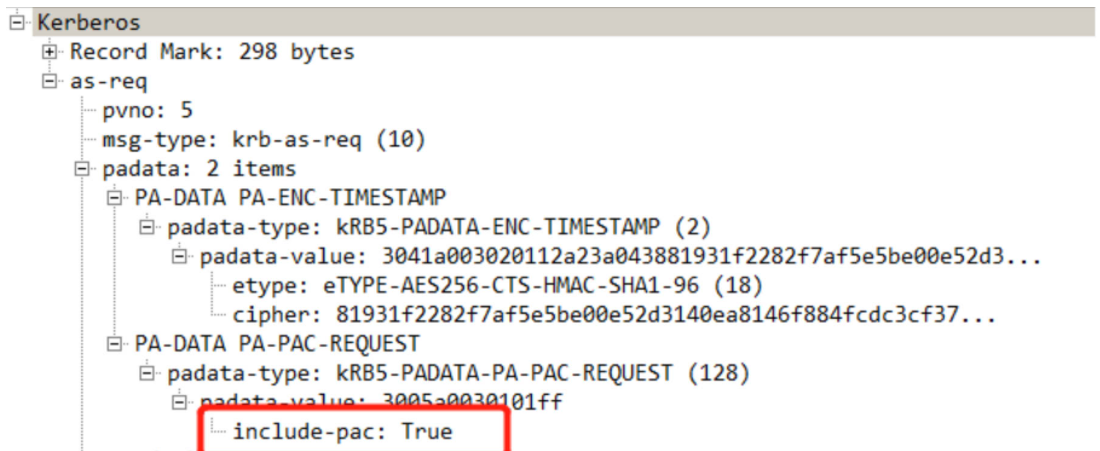 Kerberos
Record Mark: 298 bytes
as-req
pvno: 5
msg-type: krb-as-req (10)
padata: 2 items
PA-DATA PA-ENC-TIMESTAMP
padata-type: kRB5-PADATA-ENC-TIMESTAMP (2)
padata-value: 3041a003020112a23a043881931f2282f7af5e5be00e52d3...
etype: eTYPE-AES256-CTS-HMAC-SHA1-96 (18)
cipher: 81931f2282f7af5e5be00e52d3140ea8146f884fcdc3cf37...
PA-DATA PA-PAC-REQUEST
padata-type: kRB5-PADATA-PA-PAC-REQUEST (128)
padata-value: 3005a0030101ff
include-pac: True